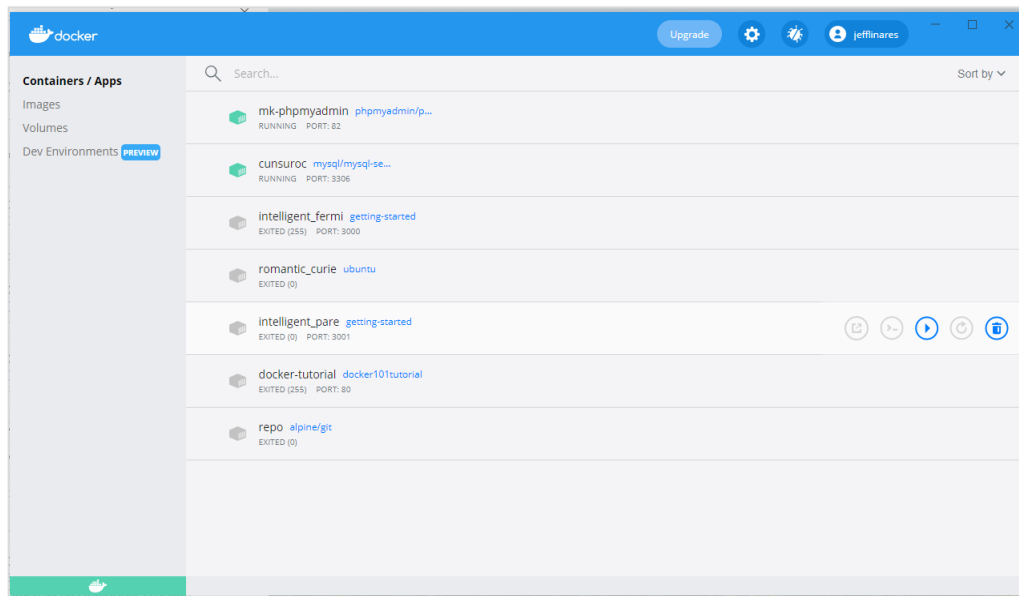 docker
Upgrade
jefflinares
Containers / Apps
Images
Volumes
Dev Environments PREVIEW
Search...
Sort by
mk-phpmyadmin phpmyadmin/p...
RUNNING PORT: 82
cunsuroc mysql/mysql-se...
RUNNING PORT: 3306
intelligent_fermi getting-started
EXITED (255) PORT: 3000
romantic_curie ubuntu
EXITED (0)
intelligent_pare getting-started
EXITED (0) PORT: 3001
docker-tutorial docker101tutorial
EXITED (255) PORT: 80
repo alpine/git
EXITED (0)